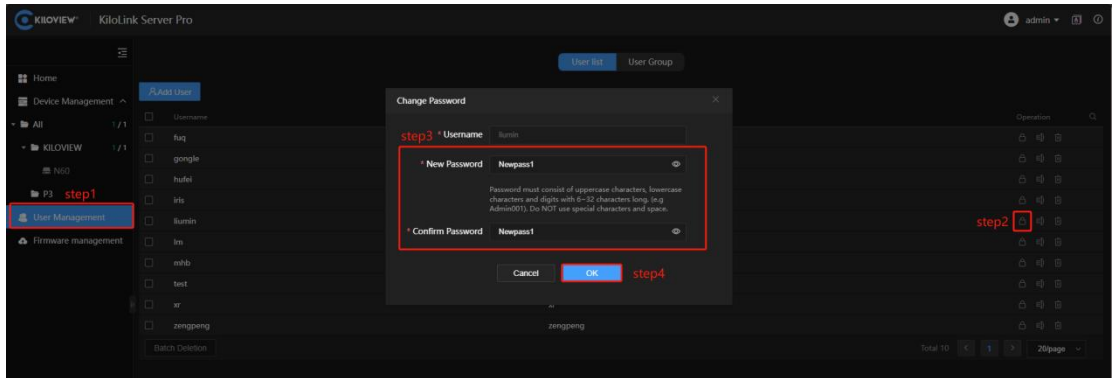 KILOVIEW KiloLink Server Pro admin
User list User Group
Home
Add User
Device Management
Change Password
Username Operation
All 1/1
step3 * Username liumin
fuq
KILOVIEW 1/1
gongle
* New Password Newpass1
N60
hufei
Password must consist of uppercase characters, lowercase
characters and digits with 6~32 characters long. (e.g
Admin001). Do NOT use special characters and space.
P3 step1
iris
User Management
liumin
step2
* Confirm Password Newpass1
Firmware management
lm
mhb
Cancel OK step4
test
xr
zengpeng zengpeng
Batch Deletion Total 10 < 1 > 20/page